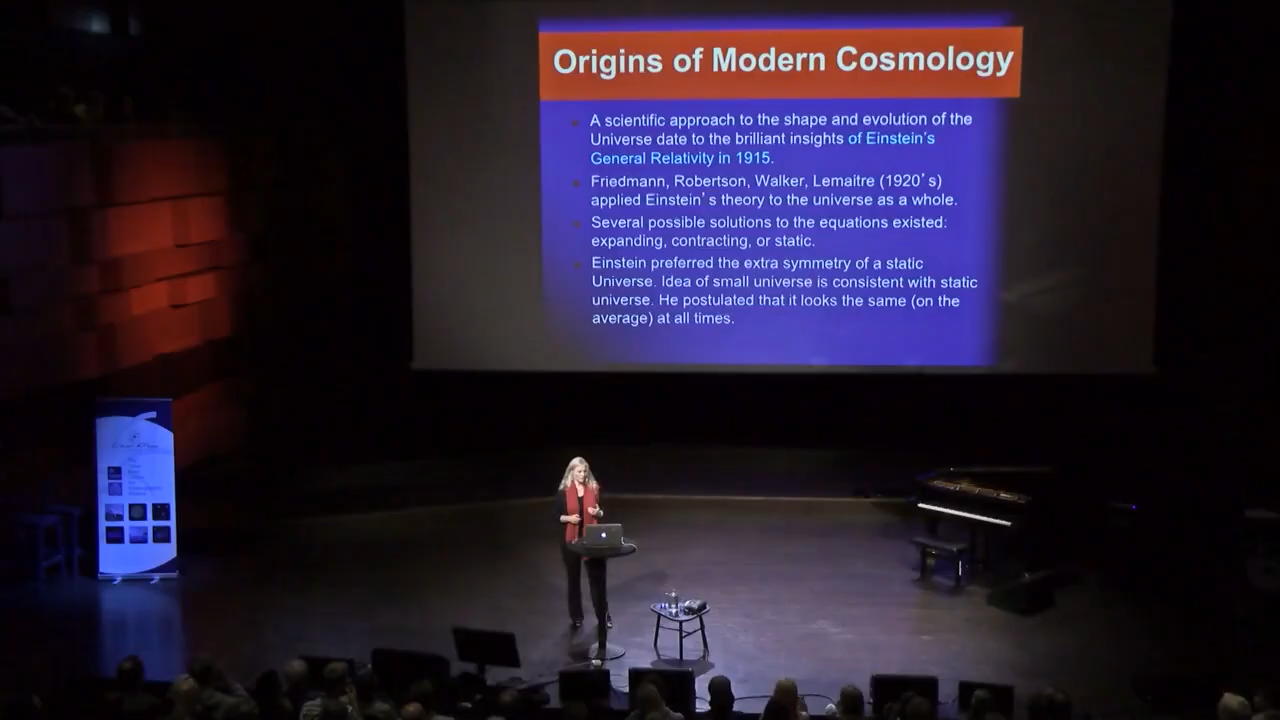 Origins of Modern Cosmology
A scientific approach to the shape and evolution of the
Universe date to the brilliant insights of Einstein's
General Relativity in 1915.
Friedmann, Robertson, Walker, Lemaitre (1920's)
applied Einstein's theory to the universe as a whole.
Several possible solutions to the equations existed:
expanding, contracting, or static.
Einstein preferred the extra symmetry of a static
Universe. Idea of small universe is consistent with static
universe. He postulated that it looks the same (on the
average) at all times.